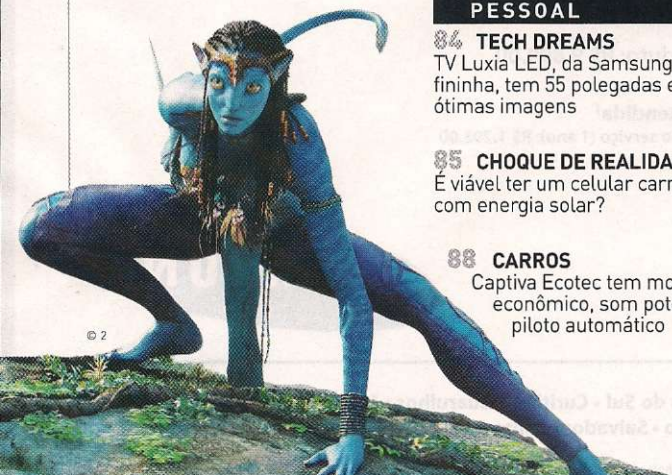 PESSOAL
84 TECH DREAMS
TV Luxia LED, da Samsung
fininha, tem 55 polegadas e
ótimas imagens
85 CHOQUE DE REALIDA
É viável ter um celular carr
com energia solar?
88 CARROS
Captiva Ecotec tem mo
econômico, som pot
piloto automático
© 2